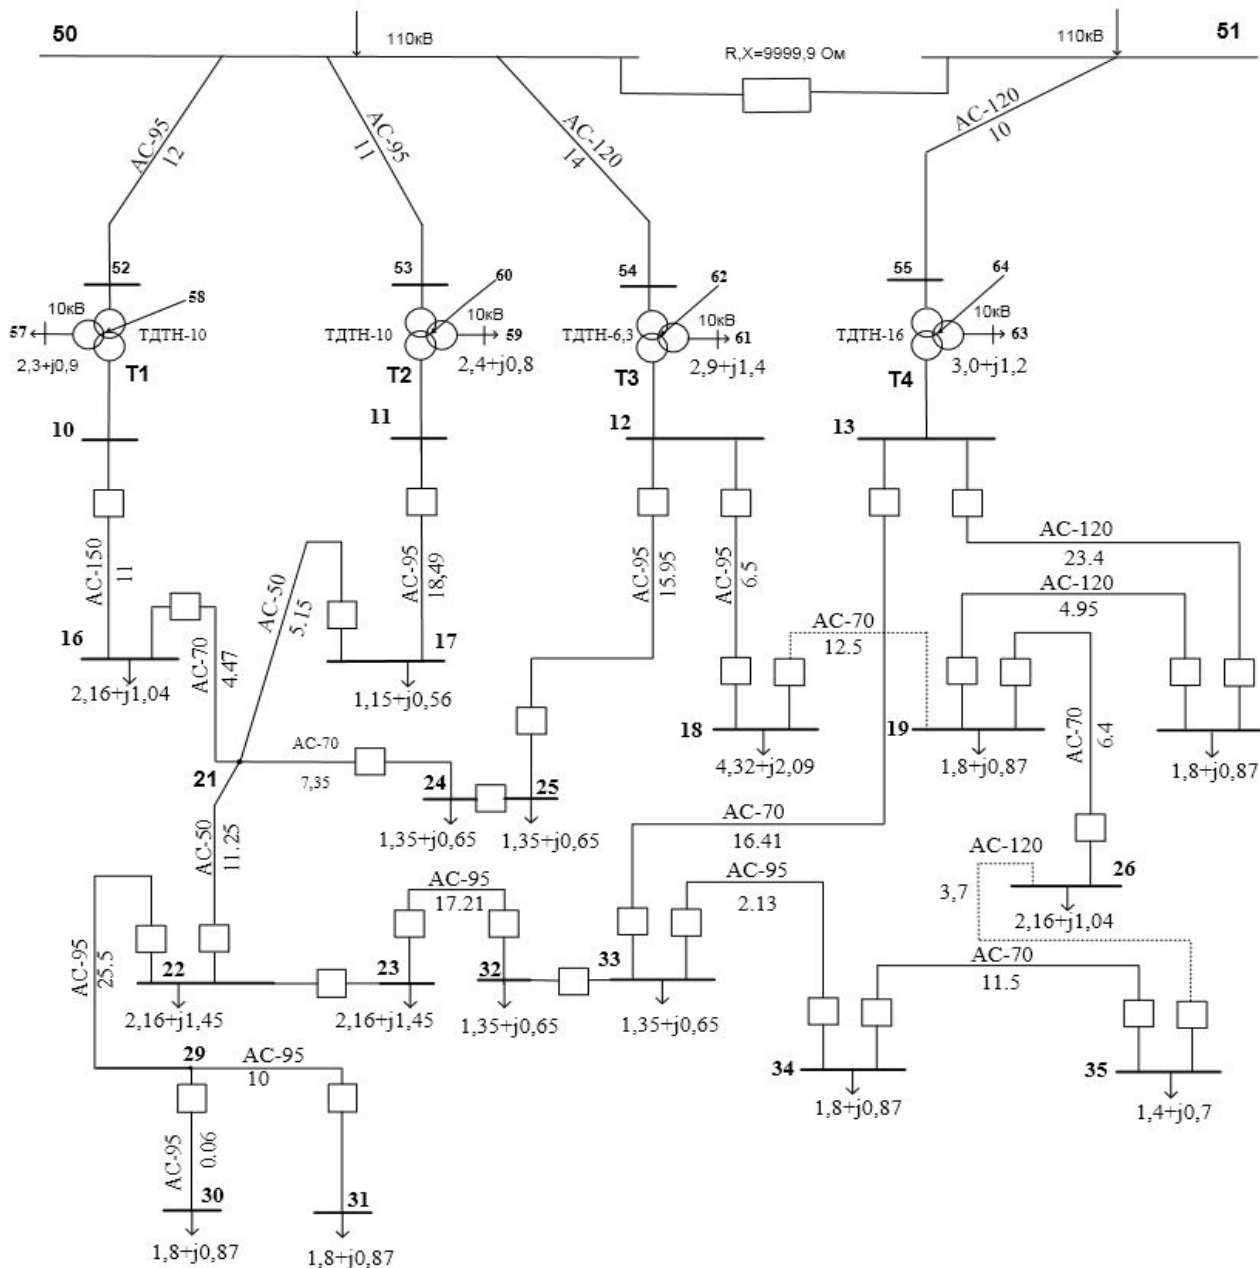 50
110кВ
R,X=9999,9 Ом
110кВ
51
АС-95
12
АС-95
11
АС-120
14
АС-120
10
52
53
54
55
58
60
62
64
57
10кВ
ТДТН-10
2,3+j0,9
Т1
ТДТН-10
10кВ
59
2,4+j0,8
Т2
ТДТН-6,3
10кВ
61
2,9+j1,4
Т3
ТДТН-16
10кВ
63
3,0+j1,2
Т4
10
11
12
13
АС-150
11
АС-50
5.15
АС-95
18,49
АС-95
15.95
АС-95
6.5
АС-120
23.4
АС-120
4.95
16
2,16+j1,04
АС-70
4.47
17
1,15+j0,56
АС-70
12.5
18
4,32+j2,09
19
1,8+j0,87
АС-70
6.4
1,8+j0,87
21
АС-70
7,35
24
25
1,35+j0,65
1,35+j0,65
АС-50
11.25
АС-70
16.41
АС-120
3,7
26
2,16+j1,04
АС-95
25.5
АС-95
17.21
АС-95
2.13
22
2,16+j1,45
23
2,16+j1,45
32
1,35+j0,65
33
1,35+j0,65
АС-70
11.5
29
АС-95
10
34
1,8+j0,87
35
1,4+j0,7
АС-95
0.06
30
1,8+j0,87
31
1,8+j0,87